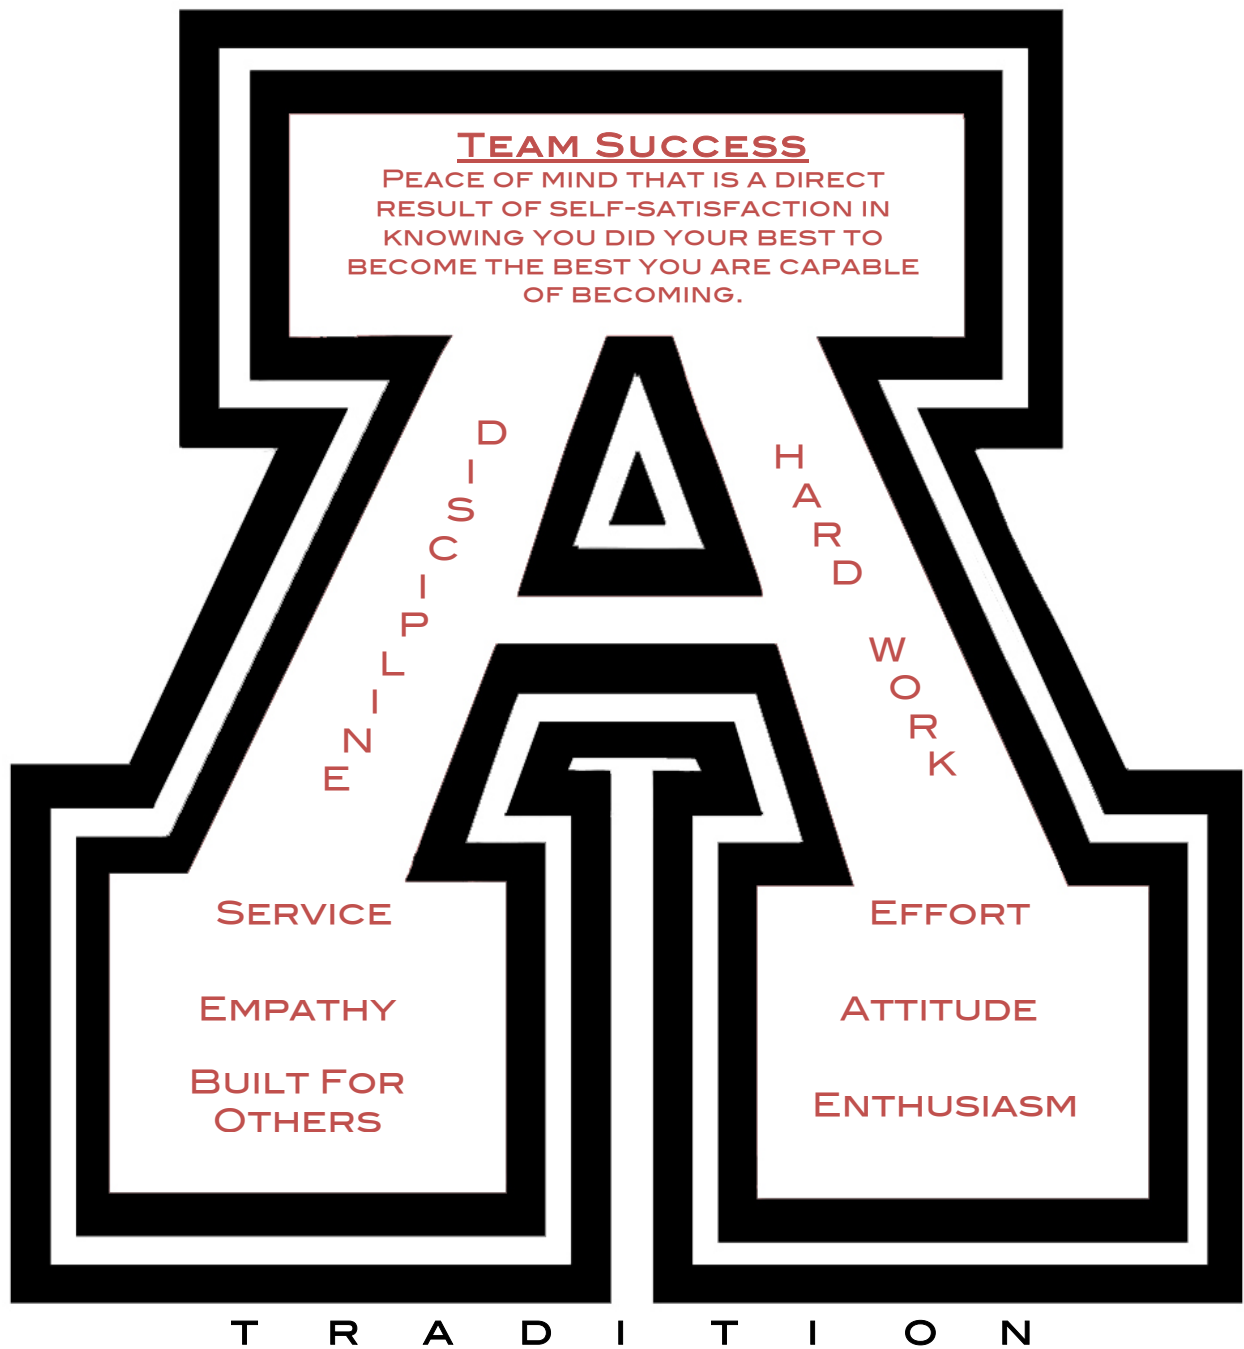 Team Success
Peace of mind that is a direct
result of self-satisfaction in
knowing you did your best to
become the best you are capable
of becoming.
DISCIPLINE
HARD WORK
Service
Empathy
Built For
Others
Effort
Attitude
Enthusiasm
TRADITION